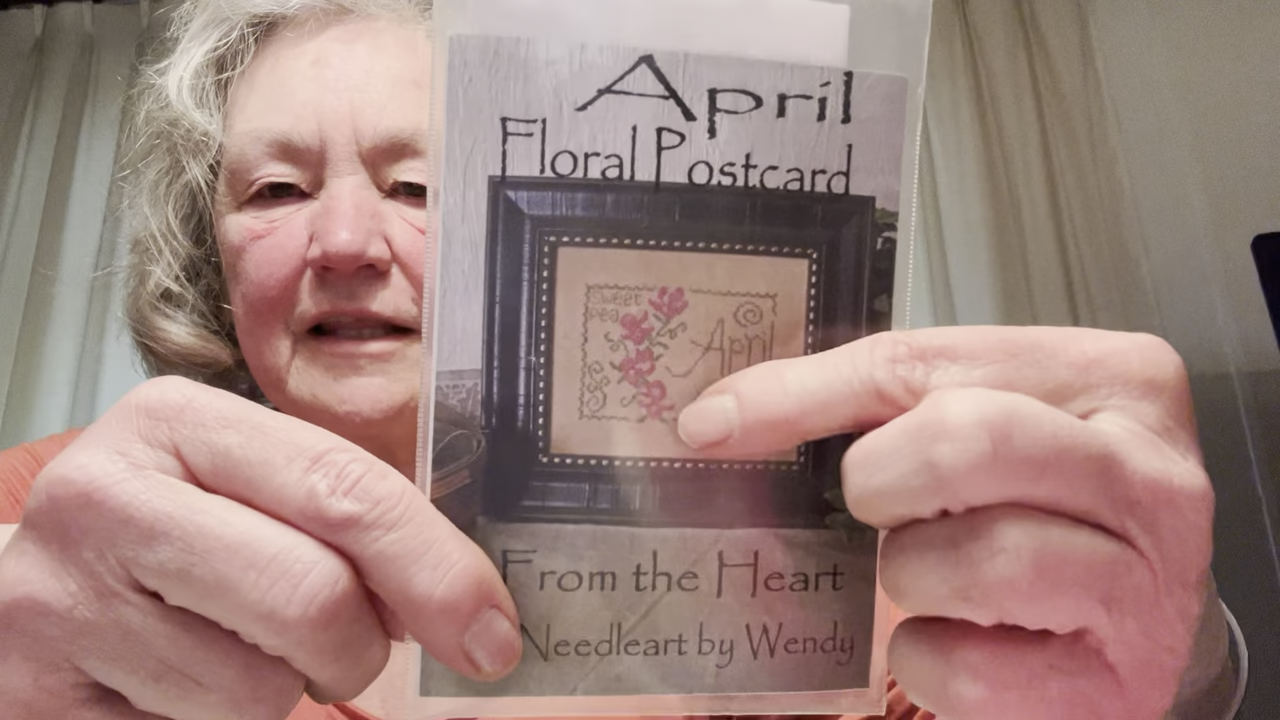 April
Floral Postcard
Sweet
pea
April
From the Heart
Needleart by Wendy